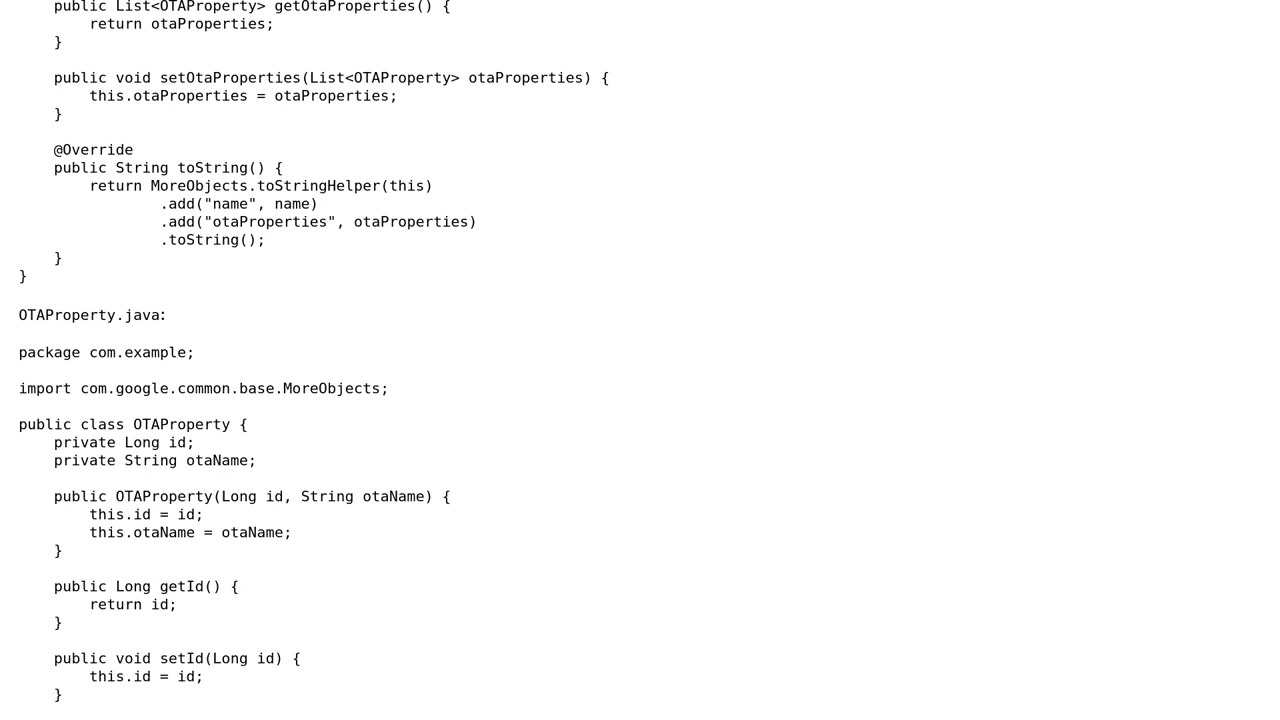 public List<OTAProperty> getOtaProperties() {
        return otaProperties;
    }

    public void setOtaProperties(List<OTAProperty> otaProperties) {
        this.otaProperties = otaProperties;
    }

    @Override
    public String toString() {
        return MoreObjects.toStringHelper(this)
                .add("name", name)
                .add("otaProperties", otaProperties)
                .toString();
    }
}

OTAProperty.java:

package com.example;

import com.google.common.base.MoreObjects;

public class OTAProperty {
    private Long id;
    private String otaName;

    public OTAProperty(Long id, String otaName) {
        this.id = id;
        this.otaName = otaName;
    }

    public Long getId() {
        return id;
    }

    public void setId(Long id) {
        this.id = id;
    }